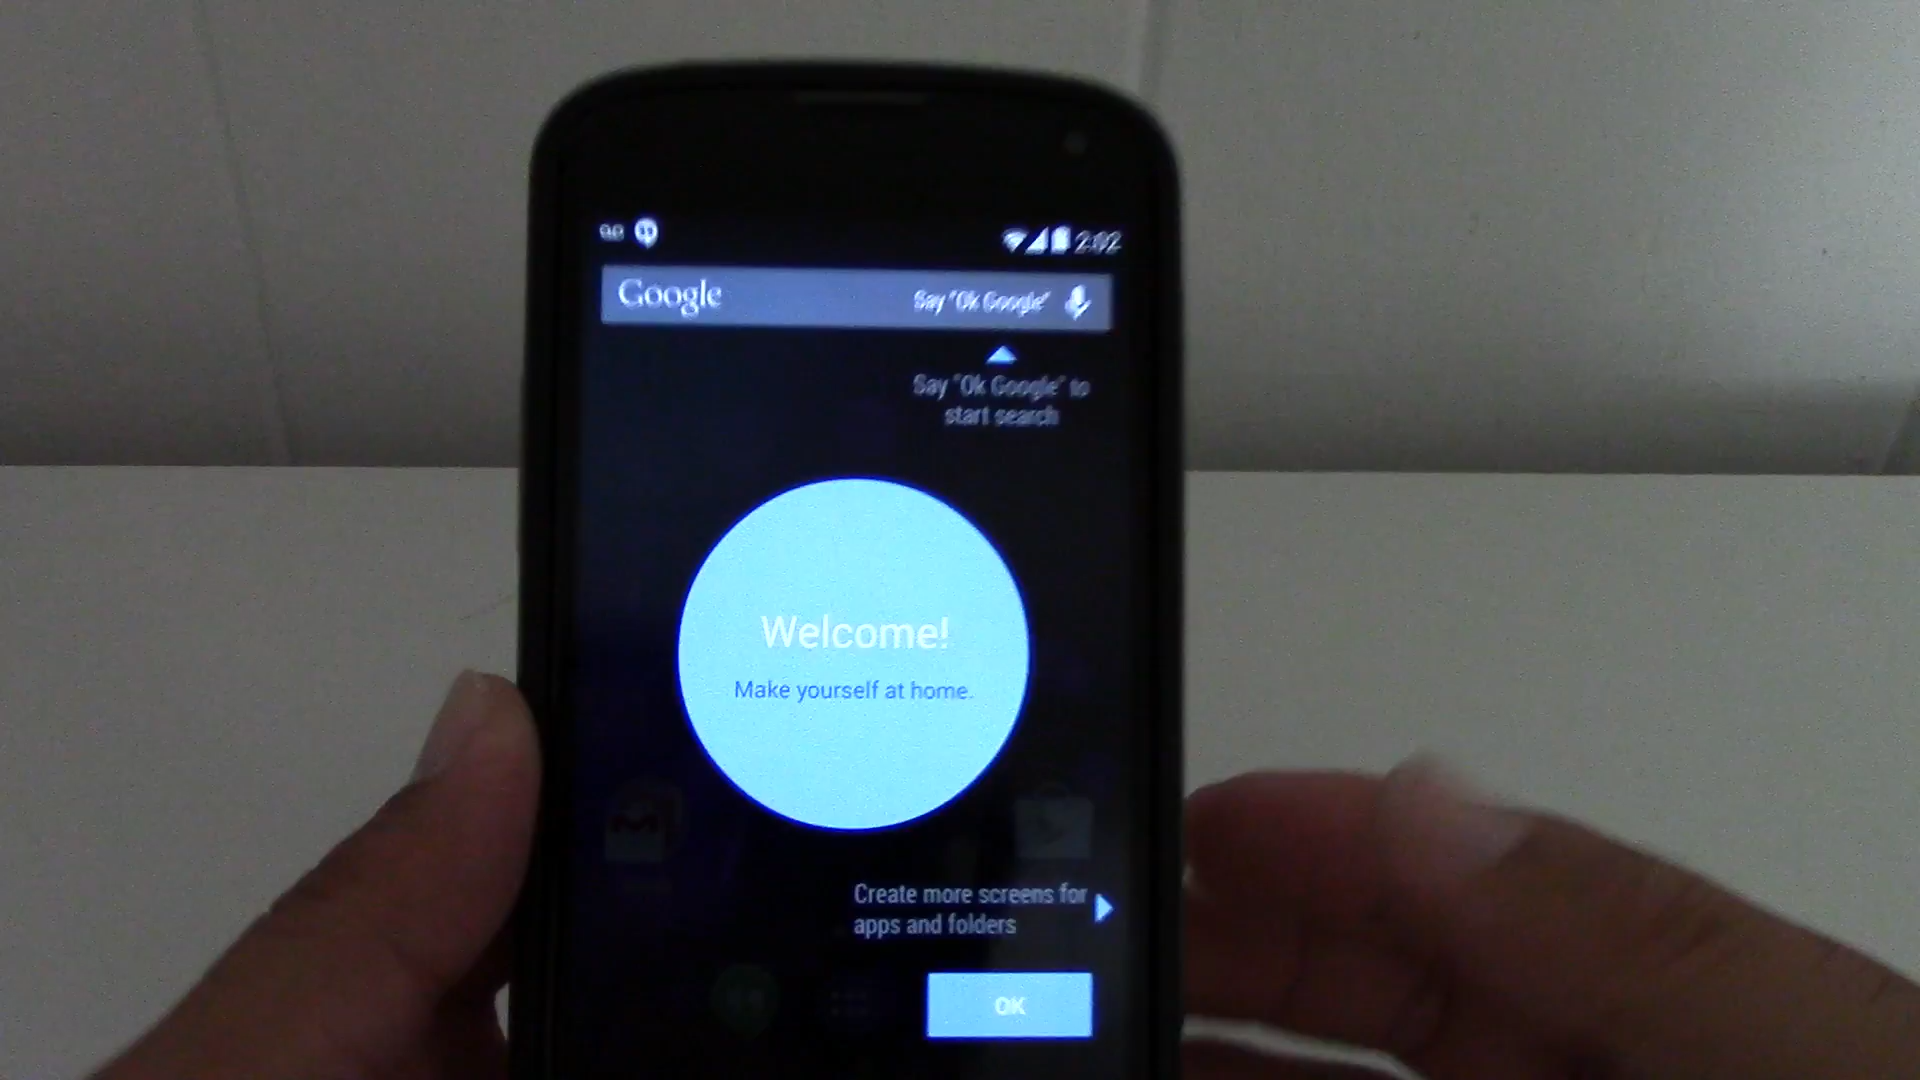 2:02
Google Say "Ok Google"
Say "Ok Google" to
start search
Welcome!
Make yourself at home.
Create more screens for
apps and folders
OK